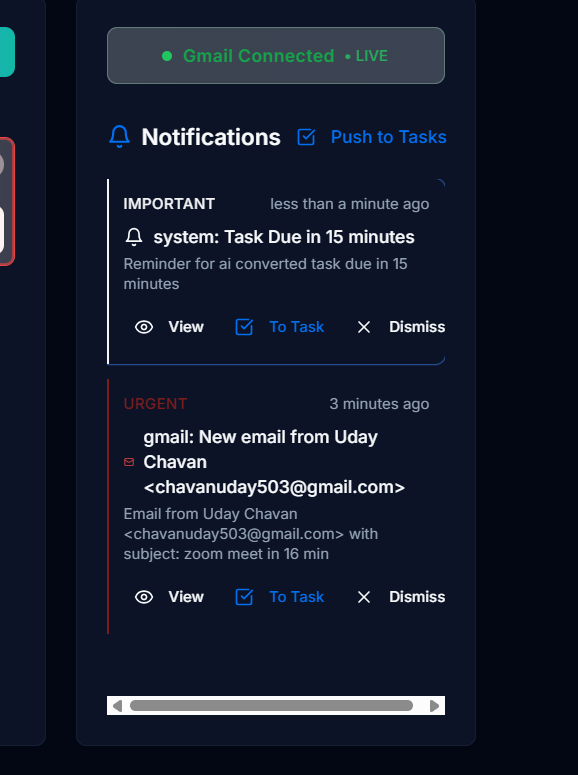 Gmail Connected • LIVE
Notifications Push to Tasks
IMPORTANT less than a minute ago
system: Task Due in 15 minutes
Reminder for ai converted task due in 15
minutes
View To Task Dismiss
URGENT 3 minutes ago
gmail: New email from Uday
Chavan
<chavanuday503@gmail.com>
Email from Uday Chavan
<chavanuday503@gmail.com> with
subject: zoom meet in 16 min
View To Task Dismiss